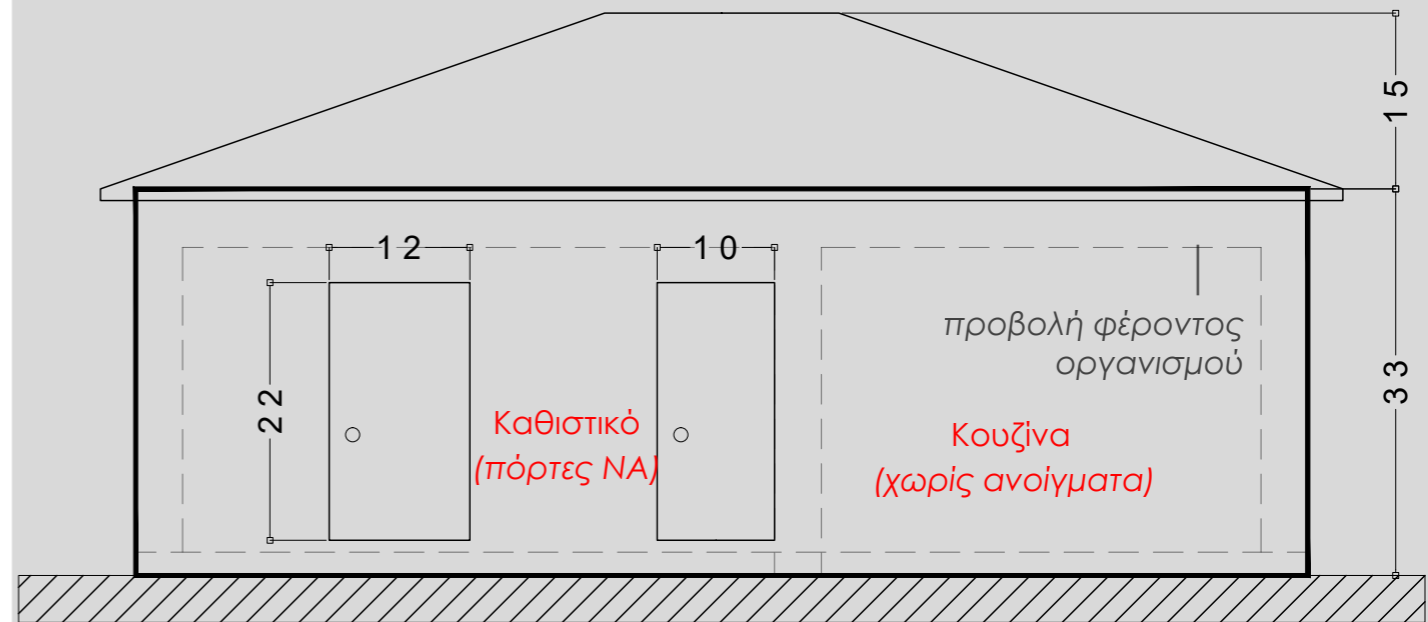 15
12
10
προβολή φέροντος
οργανισμού
33
22
Καθιστικό
(πόρτες ΝΑ)
Κουζίνα
(χωρίς ανοίγματα)